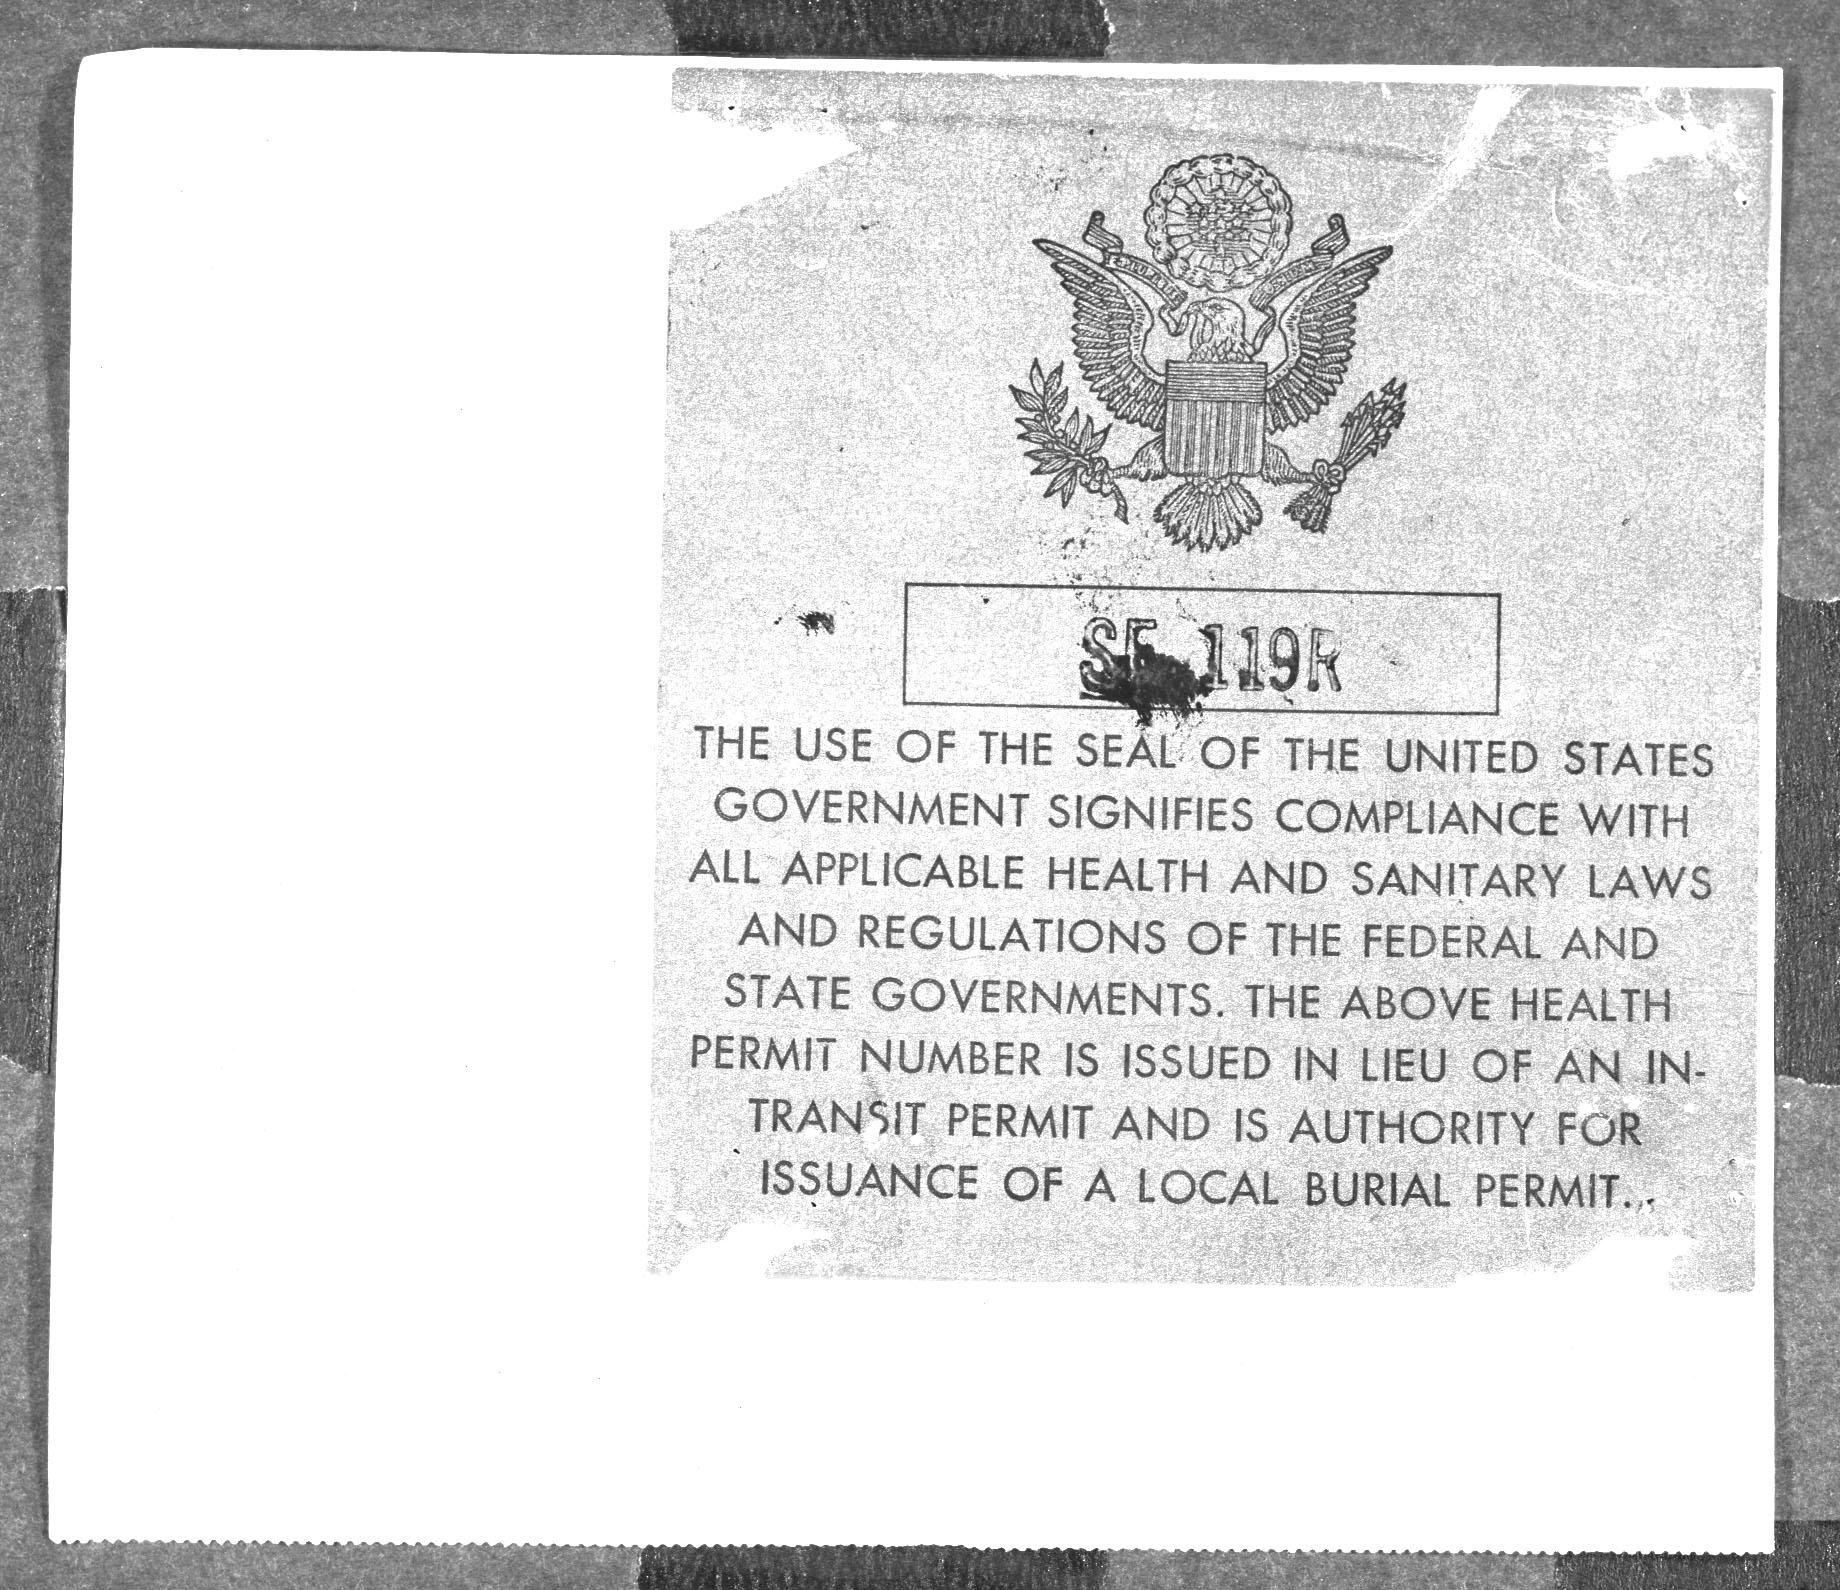 SF 119R
THE USE OF THE SEAL OF THE UNITED STATES
GOVERNMENT SIGNIFIES COMPLIANCE WITH
ALL APPLICABLE HEALTH AND SANITARY LAWS
AND REGULATIONS OF THE FEDERAL AND
STATE GOVERNMENTS. THE ABOVE HEALTH
PERMIT NUMBER IS ISSUED IN LIEU OF AN IN-
TRANSIT PERMIT AND IS AUTHORITY FOR
ISSUANCE OF A LOCAL BURIAL PERMIT.